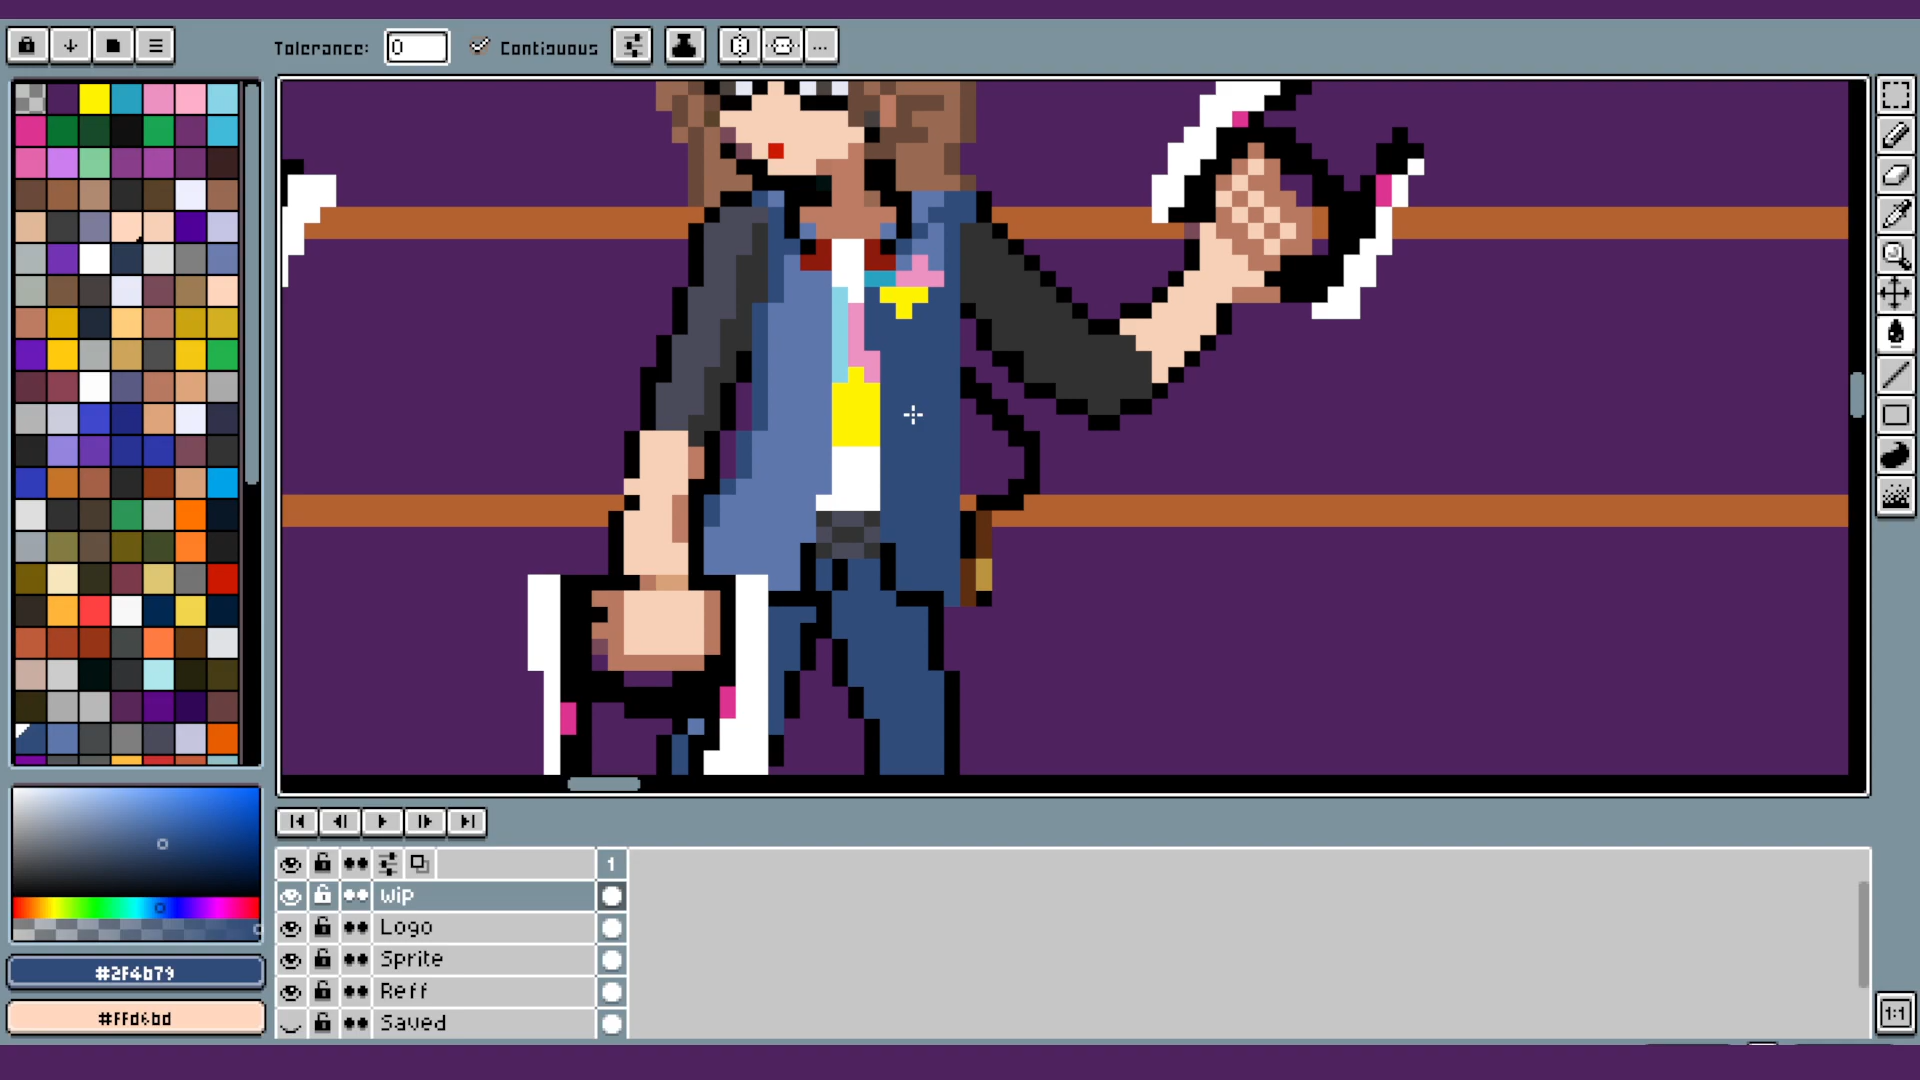 Tolerance: 0 Contiguous ...
1
wip
Logo
Sprite
Reff
Saved
#2f4b79
#ffd6bd
1:1